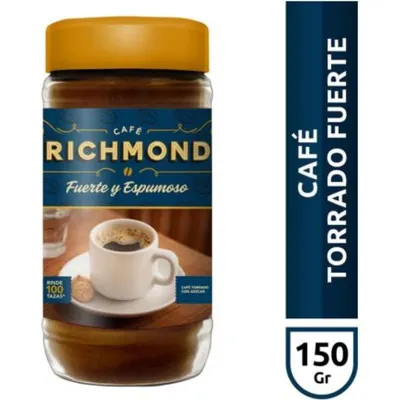 CAFÉ
RICHMOND
Fuerte y Espumoso
RINDE
100
TAZAS*
CAFÉ TORRADO
CON AZÚCAR
CAFÉ
TORRADO FUERTE
150
Gr